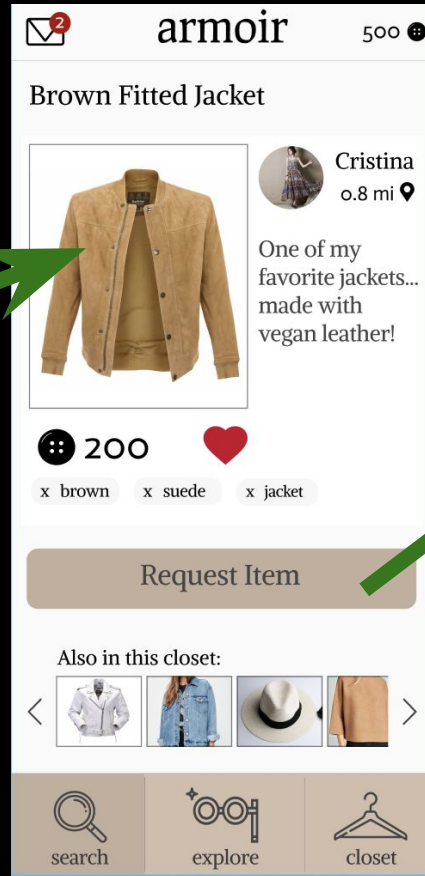 2
armoir
500
Brown Fitted Jacket
Cristina
0.8 mi
One of my
favorite jackets...
made with
vegan leather!
200
x brown x suede x jacket
Request Item
Also in this closet:
search explore closet